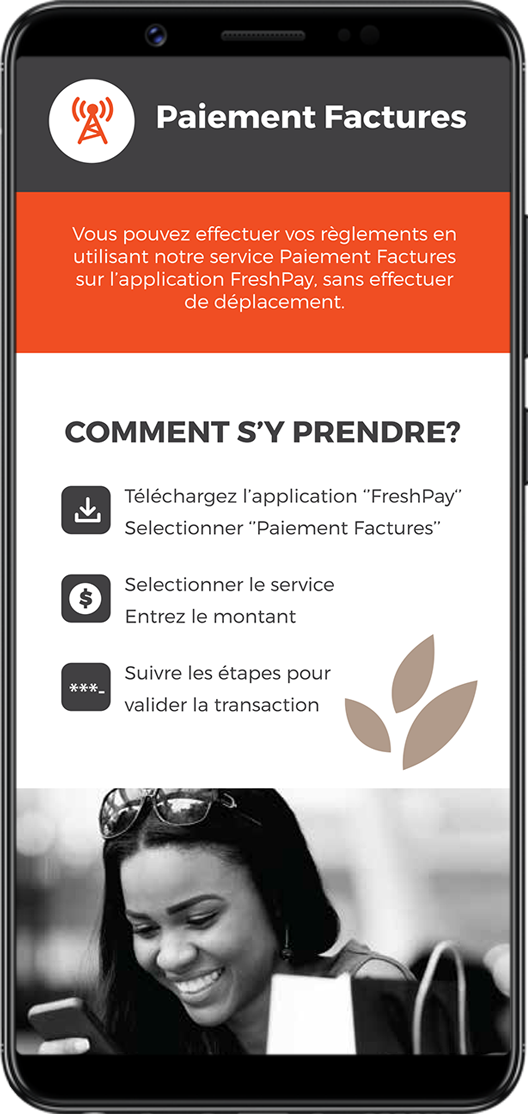 Paiement Factures
Vous pouvez effectuer vos règlements en
utilisant notre service Paiement Factures
sur l'application FreshPay, sans effectuer
de déplacement.
COMMENT S'Y PRENDRE?
Téléchargez l'application ‘’FreshPay’’
Selectionner ‘’Paiement Factures’’
$
Selectionner le service
Entrez le montant
***_
Suivre les étapes pour
valider la transaction